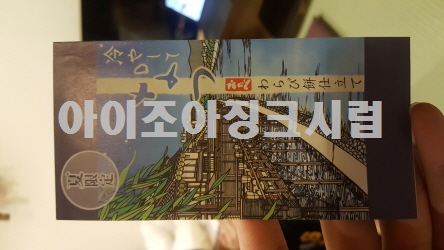 冷やして
わらび餅仕立て
아이조아징크시럽
夏限定